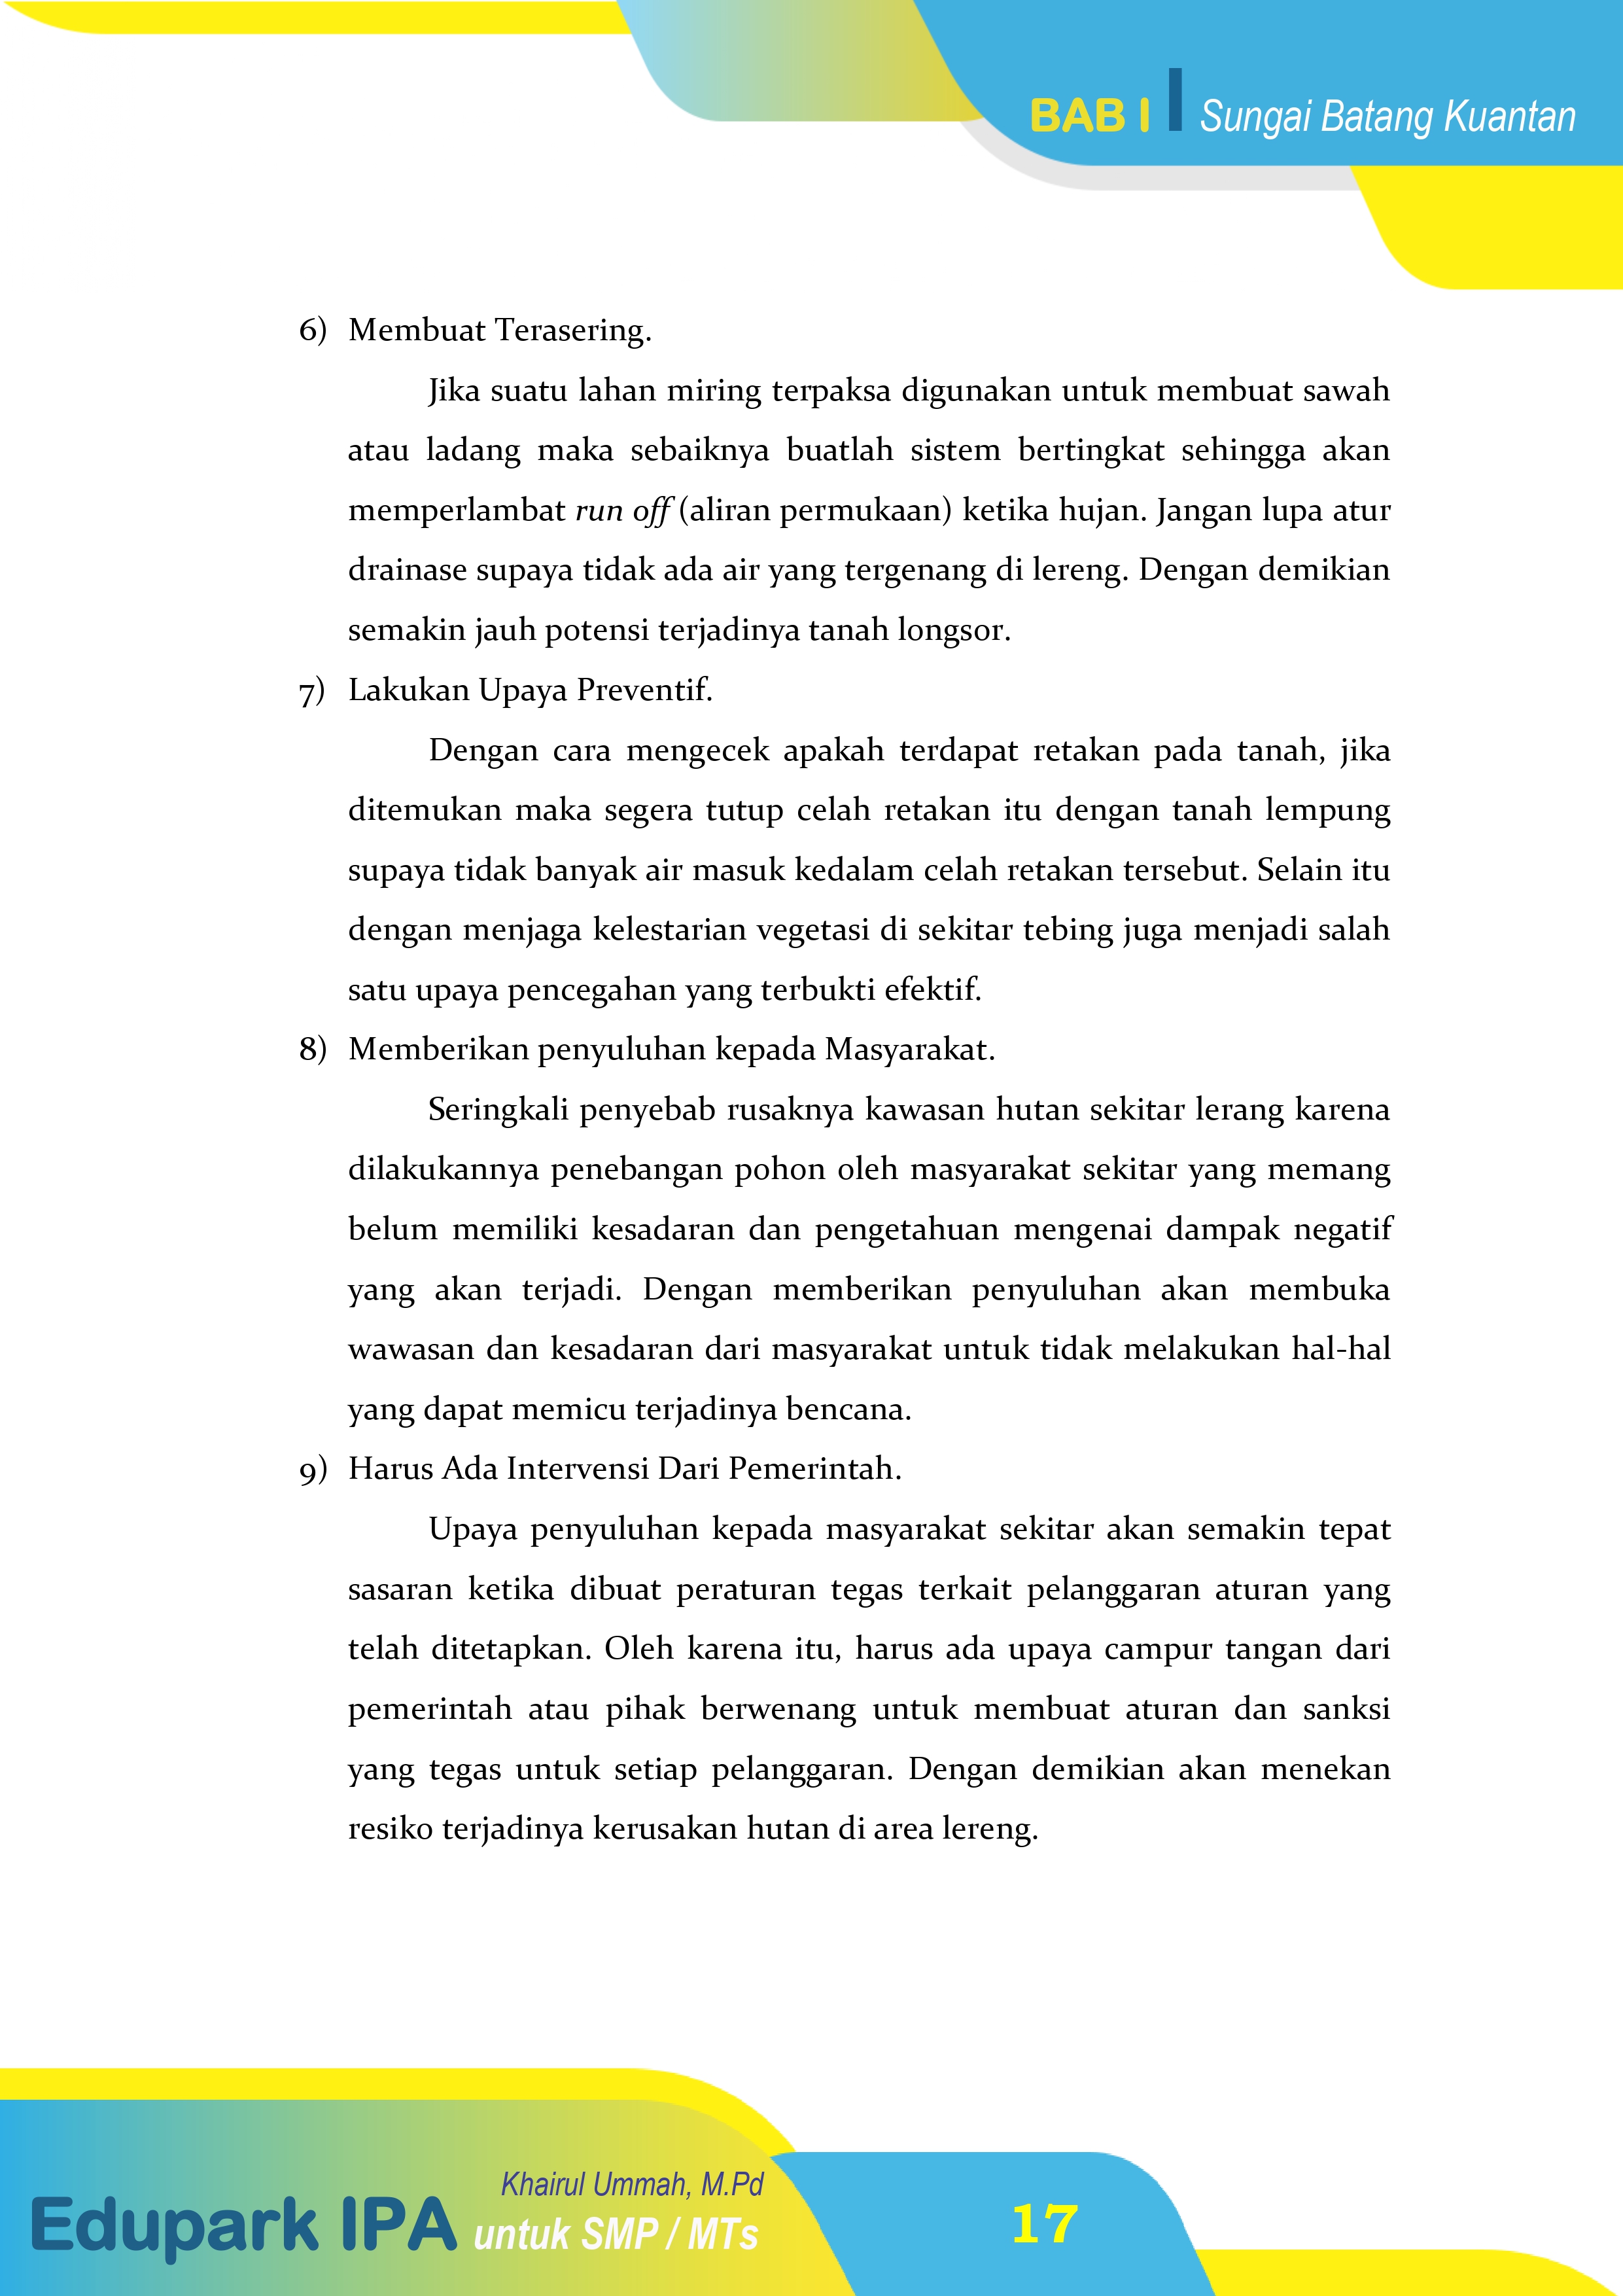 BAB I Sungai Batang Kuantan
6) Membuat Terasering.
Jika suatu lahan miring terpaksa digunakan untuk membuat sawah
atau ladang maka sebaiknya buatlah sistem bertingkat sehingga akan
memperlambat run off (aliran permukaan) ketika hujan. Jangan lupa atur
drainase supaya tidak ada air yang tergenang di lereng. Dengan demikian
semakin jauh potensi terjadinya tanah longsor.
7) Lakukan Upaya Preventif.
Dengan cara mengecek apakah terdapat retakan pada tanah, jika
ditemukan maka segera tutup celah retakan itu dengan tanah lempung
supaya tidak banyak air masuk kedalam celah retakan tersebut. Selain itu
dengan menjaga kelestarian vegetasi di sekitar tebing juga menjadi salah
satu upaya pencegahan yang terbukti efektif.
8) Memberikan penyuluhan kepada Masyarakat.
Seringkali penyebab rusaknya kawasan hutan sekitar lerang karena
dilakukannya penebangan pohon oleh masyarakat sekitar yang memang
belum memiliki kesadaran dan pengetahuan mengenai dampak negatif
yang akan terjadi. Dengan memberikan penyuluhan akan membuka
wawasan dan kesadaran dari masyarakat untuk tidak melakukan hal-hal
yang dapat memicu terjadinya bencana.
9) Harus Ada Intervensi Dari Pemerintah.
Upaya penyuluhan kepada masyarakat sekitar akan semakin tepat
sasaran ketika dibuat peraturan tegas terkait pelanggaran aturan yang
telah ditetapkan. Oleh karena itu, harus ada upaya campur tangan dari
pemerintah atau pihak berwenang untuk membuat aturan dan sanksi
yang tegas untuk setiap pelanggaran. Dengan demikian akan menekan
resiko terjadinya kerusakan hutan di area lereng.
Khairul Ummah, M.Pd
Edupark IPA untuk SMP / MTs
17